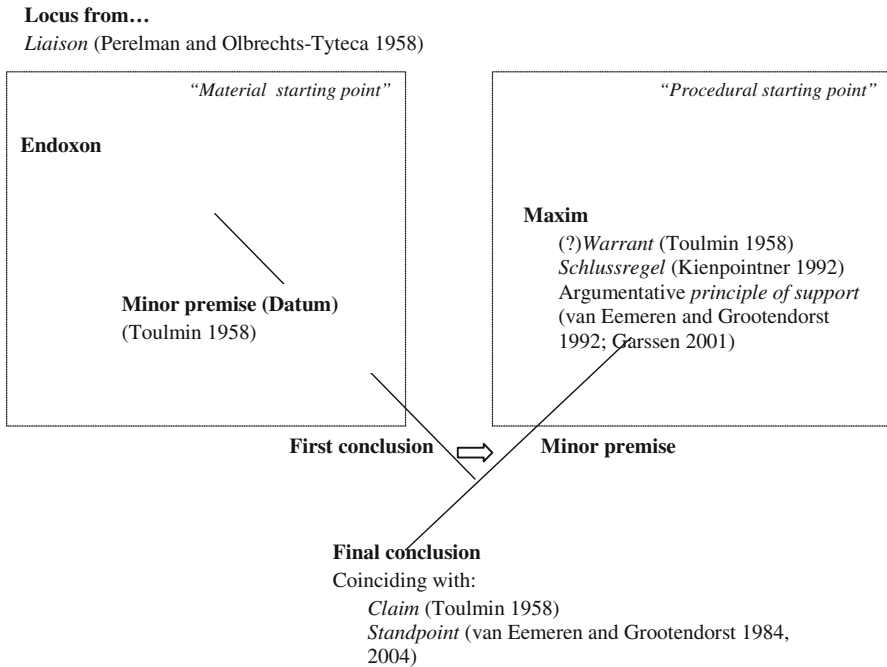 Locus from…
Liaison (Perelman and Olbrechts-Tyteca 1958)
“Material starting point”
Endoxon
Minor premise (Datum)
(Toulmin 1958)
“Procedural starting point”
Maxim
(?)Warrant (Toulmin 1958)
Schlussregel (Kienpointner 1992)
Argumentative principle of support
(van Eemeren and Grootendorst
1992; Garssen 2001)
First conclusion
Minor premise
Final conclusion
Coinciding with:
Claim (Toulmin 1958)
Standpoint (van Eemeren and Grootendorst 1984,
2004)